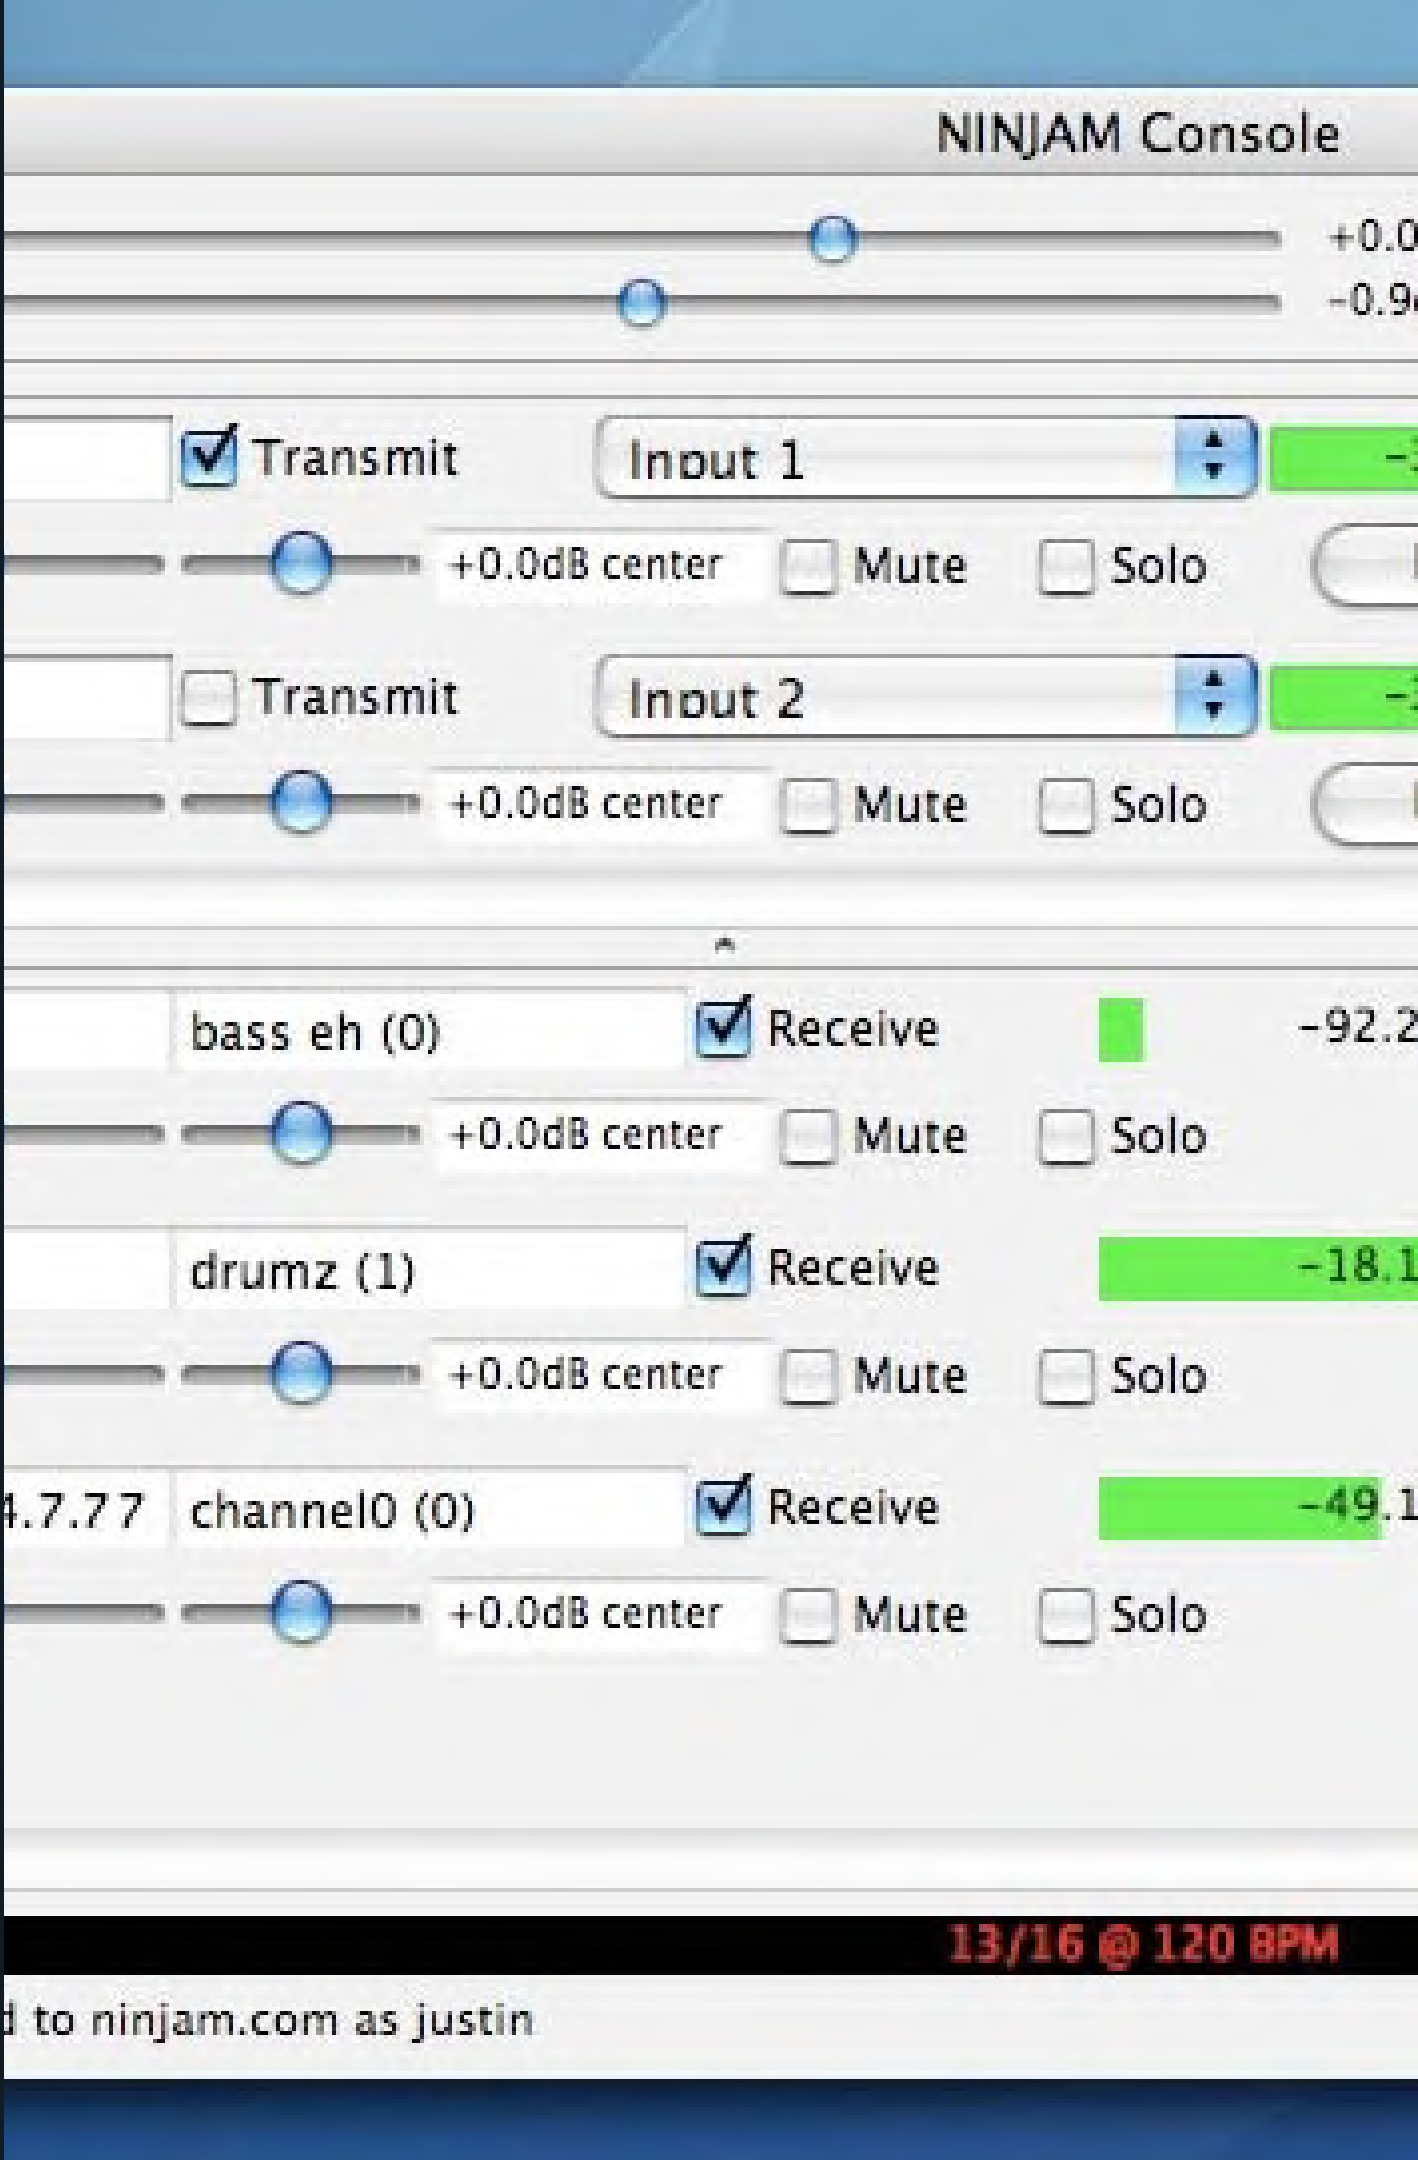 NINJAM Console
+0.0
-0.9
Transmit Input 1
+0.0dB center Mute Solo
Transmit Input 2
+0.0dB center Mute Solo
bass eh (0) Receive -92.2
+0.0dB center Mute Solo
drumz (1) Receive -18.1
+0.0dB center Mute Solo
4.7.77 channel0 (0) Receive -49.1
+0.0dB center Mute Solo
13/16 @ 120 BPM
to ninjam.com as justin